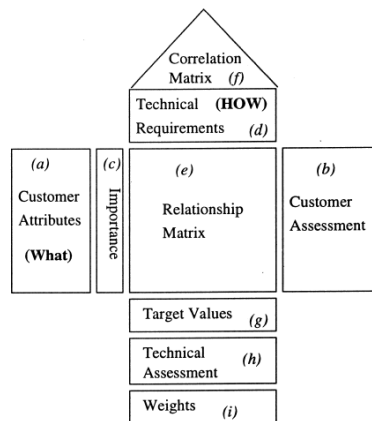 Correlation
Matrix (f)
Technical (HOW)
Requirements (d)
(a)
Customer
Attributes
(What)
(c)
Importance
(e)
Relationship
Matrix
(b)
Customer
Assessment
Target Values (g)
Technical
Assessment (h)
Weights (i)